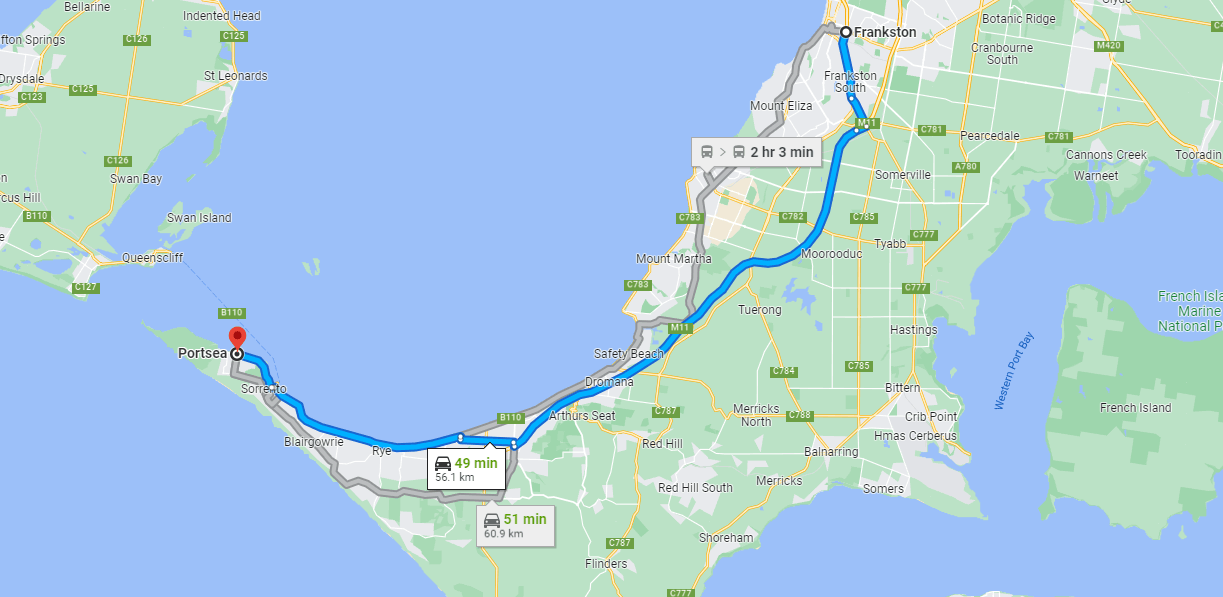 Bellarine
Indented Head
Clyde
fton Springs
C126
C125
Botanic Ridge
Frankston
Cranbourne
South
M420
Drysdale
C123
C125
St Leonards
Frankston
South
Mount Eliza
M11
C781
Pearcedale
C781
C126
2 hr 3 min
Cannons Creek
Tooradin
Swan Bay
A780
Somerville
Warneet
rcus Hill
B110
Swan Island
C783
C782
C785
C777
Tyabb
Queenscliff
Mount Martha
Moorooduc
C127
C783
C777
French Isla
Marine
National P
B110
Tuerong
M11
Hastings
Portsea
Safety Beach
Western Port Bay
C784
C785
Sorrento
Dromana
Bittern
B110
Arthurs Seat
C787
Merricks
North
C788
Crib Point
French Island
Blairgowrie
Rye
Red Hill
Hmas Cerberus
Balnarring
49 min
56.1 km
Red Hill South
Merricks
Somers
51 min
60.9 km
C787
Shoreham
Flinders
C777